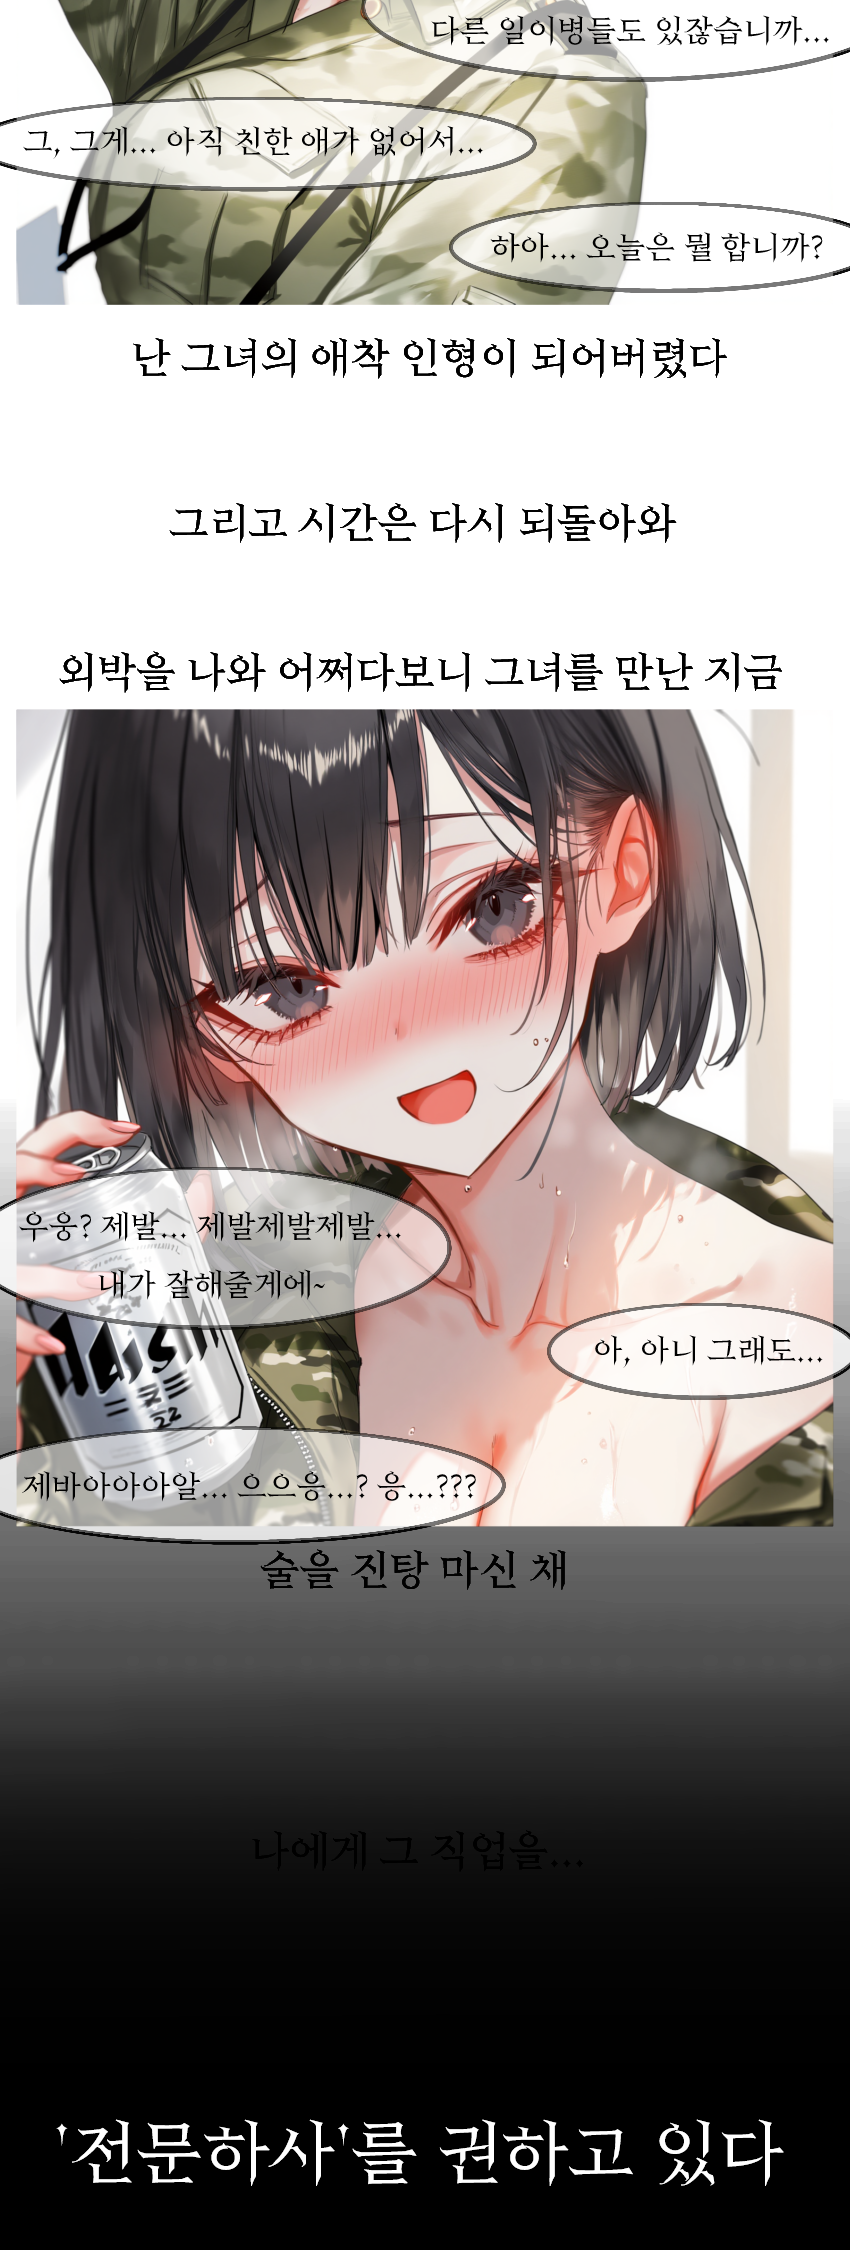 다른 일이병들도 있잖습니까...
그, 그게... 아직 친한 애가 없어서...
하아... 오늘은 뭘 합니까?
난 그녀의 애착 인형이 되어버렸다
그리고 시간은 다시 되돌아와
외박을 나와 어쩌다보니 그녀를 만난 지금
우웅? 제발... 제발제발제발...
내가 잘해줄게에~
아, 아니 그래도...
제바아아아알... 으으응...? 응...???
술을 진탕 마신 채
나에게 그 직업을...
'전문하사'를 권하고 있다